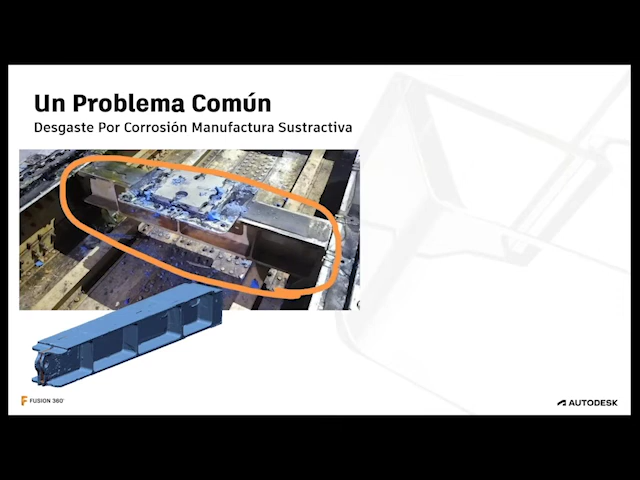 Un Problema Común
Desgaste Por Corrosión Manufactura Sustractiva
F FUSION 360°
AUTODESK